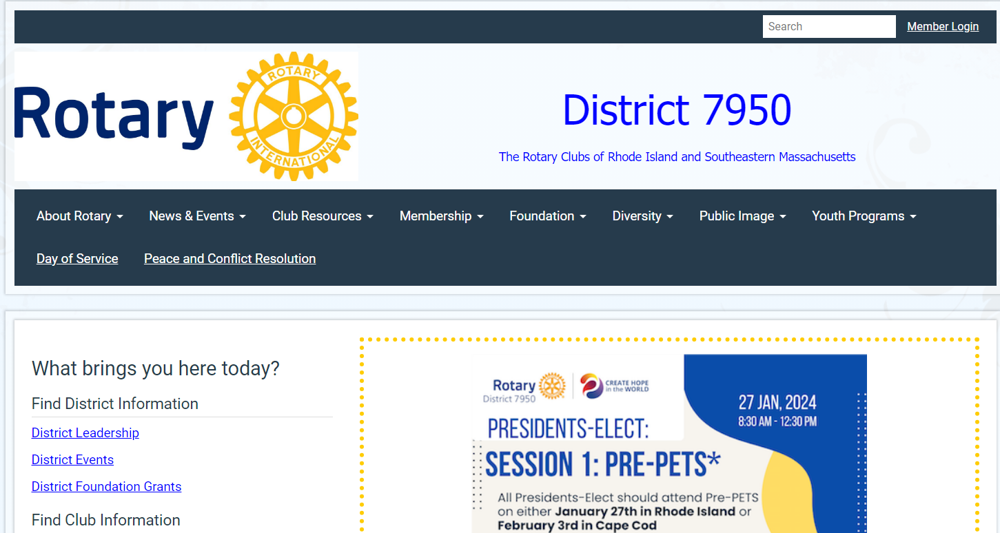 Search
Member Login
Rotary
ROTARY
INTERNATIONAL
District 7950
The Rotary Clubs of Rhode Island and Southeastern Massachusetts
About Rotary
News & Events
Club Resources
Membership
Foundation
Diversity
Public Image
Youth Programs
Day of Service
Peace and Conflict Resolution
What brings you here today?
Find District Information
District Leadership
District Events
District Foundation Grants
Find Club Information
Rotary
District 7950
CREATE HOPE
in the WORLD
27 JAN, 2024
8:30 AM - 12:30 PM
PRESIDENTS-ELECT:
SESSION 1: PRE-PETS*
All Presidents-Elect should attend Pre-PETS
on either January 27th in Rhode Island or
February 3rd in Cape Cod